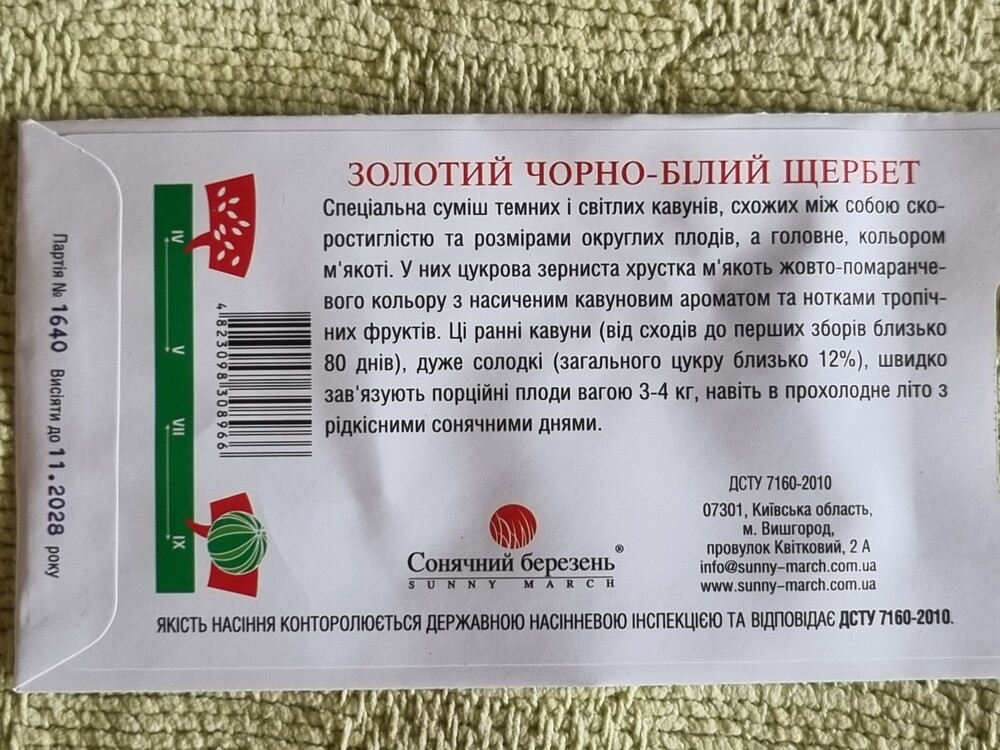 ЗОЛОТИЙ ЧОРНО-БІЛИЙ ЩЕРБЕТ
Спеціальна суміш темних і світлих кавунів, схожих між собою ско-
ростиглістю та розмірами округлих плодів, а головне, кольором
м'якоті. У них цукрова зерниста хрустка м'якоть жовто-помаранче-
вого кольору з насиченим кавуновим ароматом та нотками тропіч-
них фруктів. Ці ранні кавуни (від сходів до перших зборів близько
80 днів), дуже солодкі (загального цукру близько 12%), швидко
зав'язують порційні плоди вагою 3-4 кг, навіть в прохолодне літо з
рідкісними сонячними днями.
IV
V
VII
IX
4 823098 308966
Партія № 1640 Висіяти до 11.2028 року
Сонячний березень®
SUNNY MARCH
ДСТУ 7160-2010
07301, Київська область,
м. Вишгород,
провулок Квітковий, 2 А
info@sunny-march.com.ua
www.sunny-march.com.ua
ЯКІСТЬ НАСІННЯ КОНТОРОЛЮЄТЬСЯ ДЕРЖАВНОЮ НАСІННЕВОЮ ІНСПЕКЦІЄЮ ТА ВІДПОВІДАЄ ДСТУ 7160-2010.